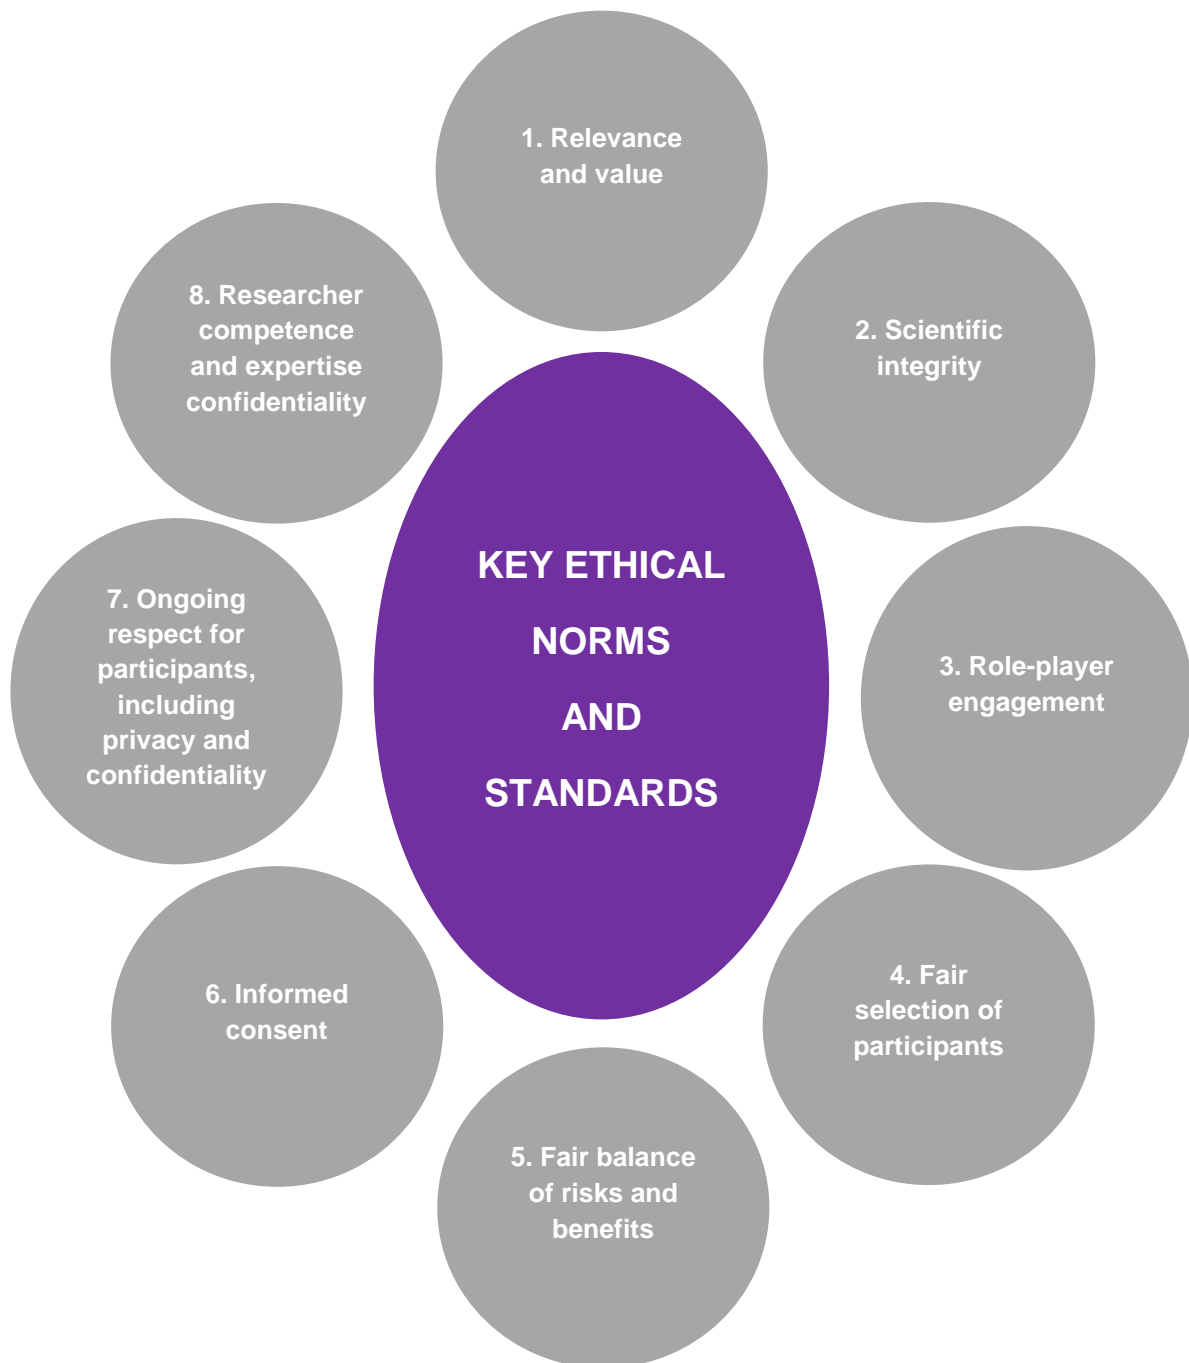 1. Relevance
and value
2. Scientific
integrity
3. Role-player
engagement
4. Fair
selection of
participants
5. Fair balance
of risks and
benefits
6. Informed
consent
7. Ongoing
respect for
participants,
including
privacy and
confidentiality
8. Researcher
competence
and expertise
confidentiality
KEY ETHICAL
NORMS
AND
STANDARDS